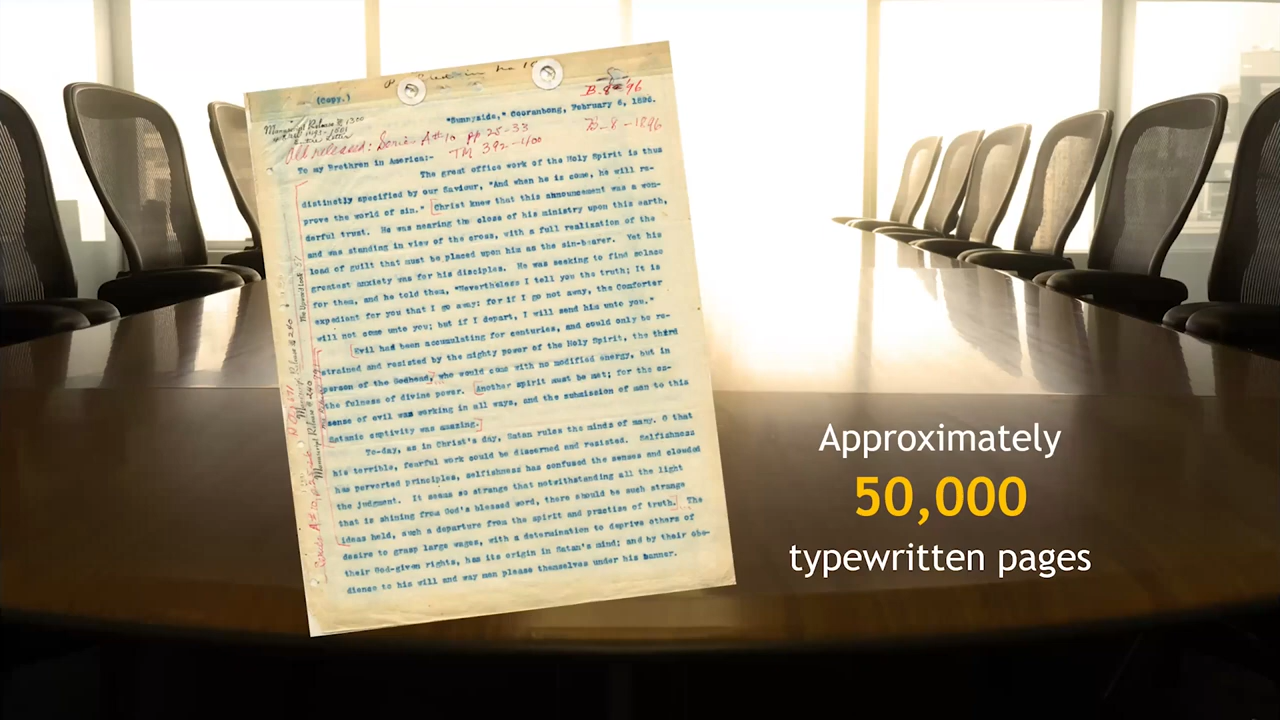 (Copy.)
B. 8 '96
"Sunnyside," Cooranbong, February 6, 1896.
B-8-1896
Manuscript Release # 1300
All released: Series A #10 pp 25-33
TM 392-400
To my Brethren in America:-
The great office work of the Holy Spirit is thus
distinctly specified by our Saviour, "And when he is come, he will re-
prove the world of sin." [Christ knew that this announcement was a won-
derful trust. He was nearing the close of his ministry upon this earth,
and was standing in view of the cross, with a full realization of the
load of guilt that must be placed upon him as the sin-bearer. Yet his
greatest anxiety was for his disciples. He was seeking to find solace
for them, and he told them, "Nevertheless I tell you the truth; It is
expedient for you that I go away: for if I go not away, the Comforter
will not come unto you; but if I depart, I will send him unto you."
[Evil had been accumulating for centuries, and could only be re-
strained and resisted by the mighty power of the Holy Spirit, the third
person of the Godhead,] who would come with no modified energy, but in
the fulness of divine power. [Another spirit must be met; for the es-
sense of evil was working in all ways, and the submission of man to this
Satanic captivity was amazing.]
To-day, as in Christ's day, Satan rules the minds of many. O that
his terrible, fearful work could be discerned and resisted. Selfishness
has perverted principles, selfishness has confused the senses and clouded
the judgment. It seems so strange that notwithstanding all the light
that is shining from God's blessed word, there should be such strange
ideas held, such a departure from the spirit and practise of truth.] The
desire to grasp large wages, with a determination to deprive others of
their God-given rights, has its origin in Satan's mind; and by their obe-
dience to his will and way men please themselves under his banner.
The Upward Look 51
Manuscript Release # 240
Approximately
50,000
typewritten pages